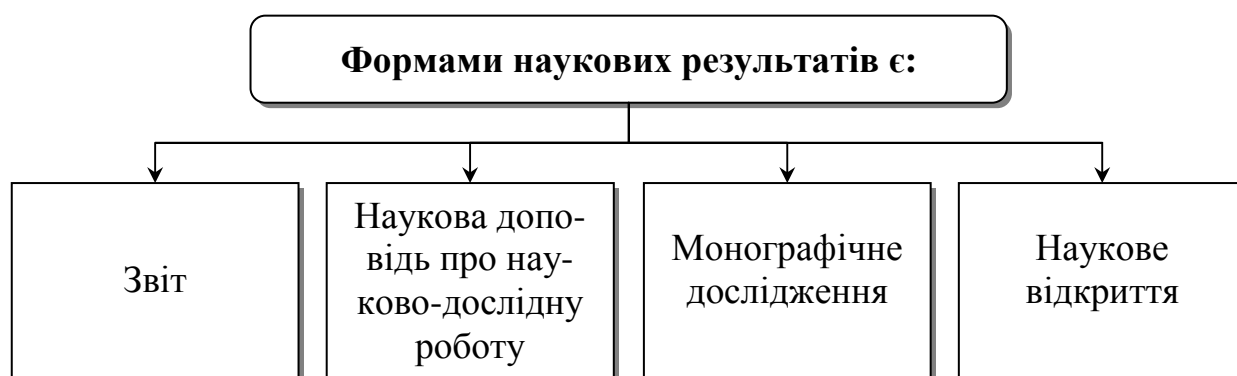 Формами наукових результатів є:
Звіт
Наукова допо-
відь про нау-
ково-дослідну
роботу
Монографічне
дослідження
Наукове
відкриття